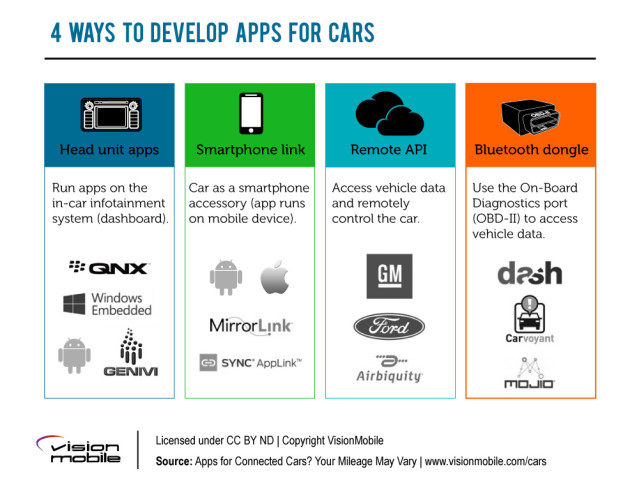 4 WAYS TO DEVELOP APPS FOR CARS
Head unit apps
Run apps on the
in-car infotainment
system (dashboard).
QNX
Windows
Embedded
GENIVI
Smartphone link
Car as a smartphone
accessory (app runs
on mobile device).
MirrorLink
SYNC® AppLink™
Remote API
Access vehicle data
and remotely
control the car.
GM
Ford
Airbiquity
Bluetooth dongle
OBD-II
Use the On-Board
Diagnostics port
(OBD-II) to access
vehicle data.
dash
Carvoyant
MOJIO
vision
mobile
Licensed under CC BY ND | Copyright VisionMobile
Source: Apps for Connected Cars? Your Mileage May Vary | www.visionmobile.com/cars